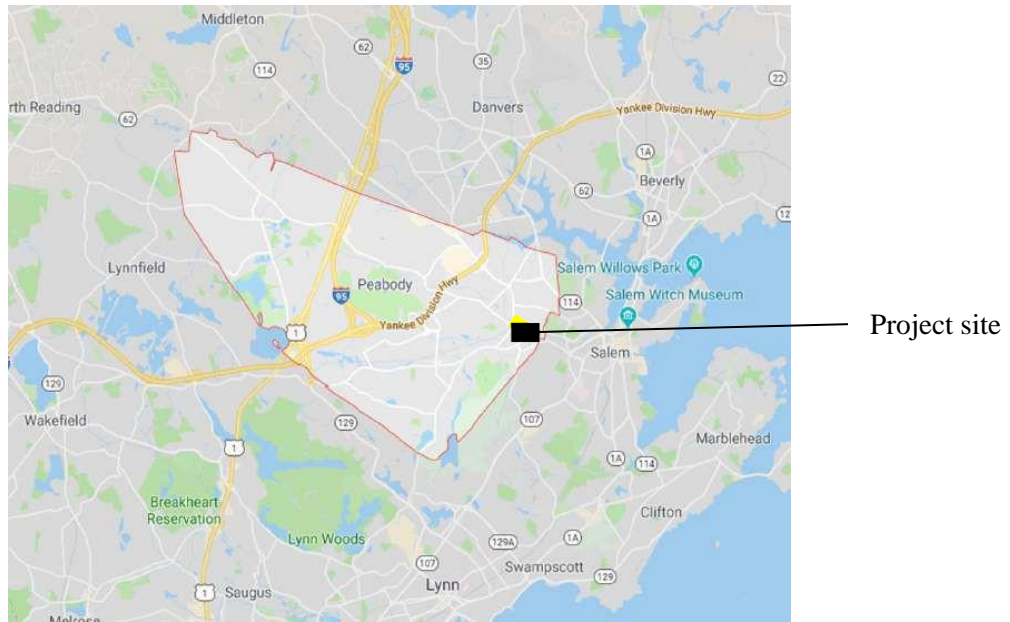 Middleton
62
95
35
114
22
rth Reading
Danvers
Yankee Division Hwy
62
1A
Beverly
62
1A
Lynnfield
Salem Willows Park
Peabody
95
114
Salem Witch Museum
Yankee Division Hwy
1
Project site
Salem
129
Wakefield
129
107
1
Marblehead
1A
114
Breakheart
Reservation
Clifton
Lynn Woods
129A
1A
107
Swampscott
129
Lynn
1
Saugus